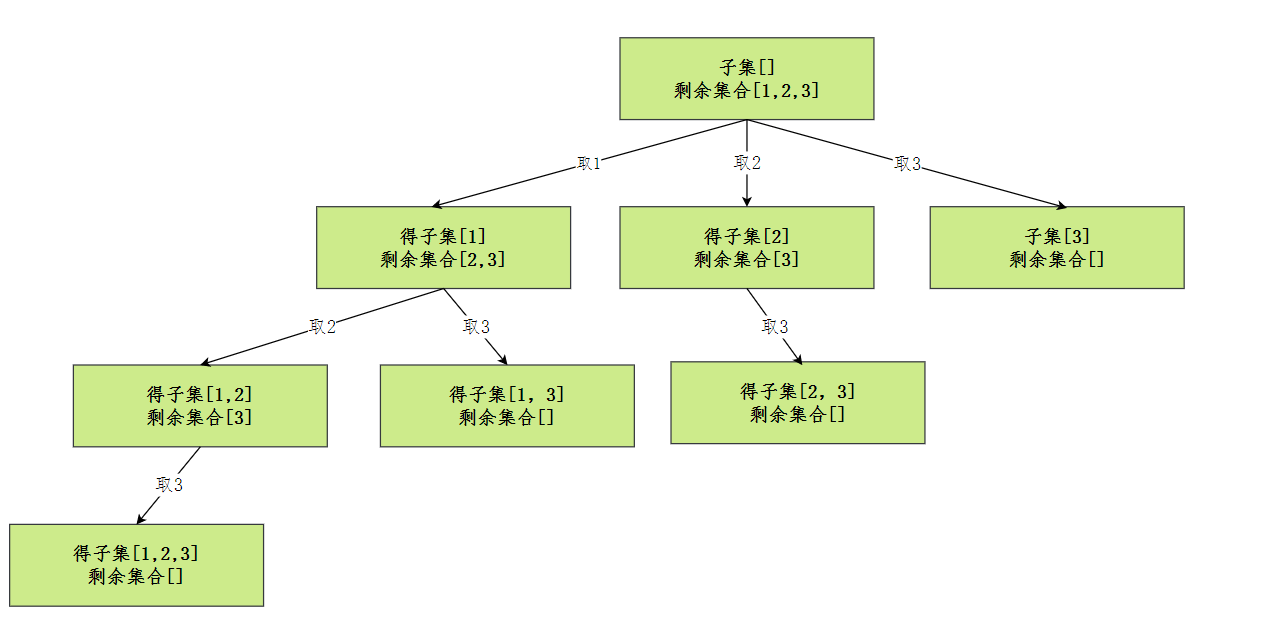 子集[]
剩余集合[1,2,3]
取1
取2
取3
得子集[1]
剩余集合[2,3]
得子集[2]
剩余集合[3]
子集[3]
剩余集合[]
取2
取3
取3
得子集[1,2]
剩余集合[3]
得子集[1, 3]
剩余集合[]
得子集[2, 3]
剩余集合[]
取3
得子集[1,2,3]
剩余集合[]